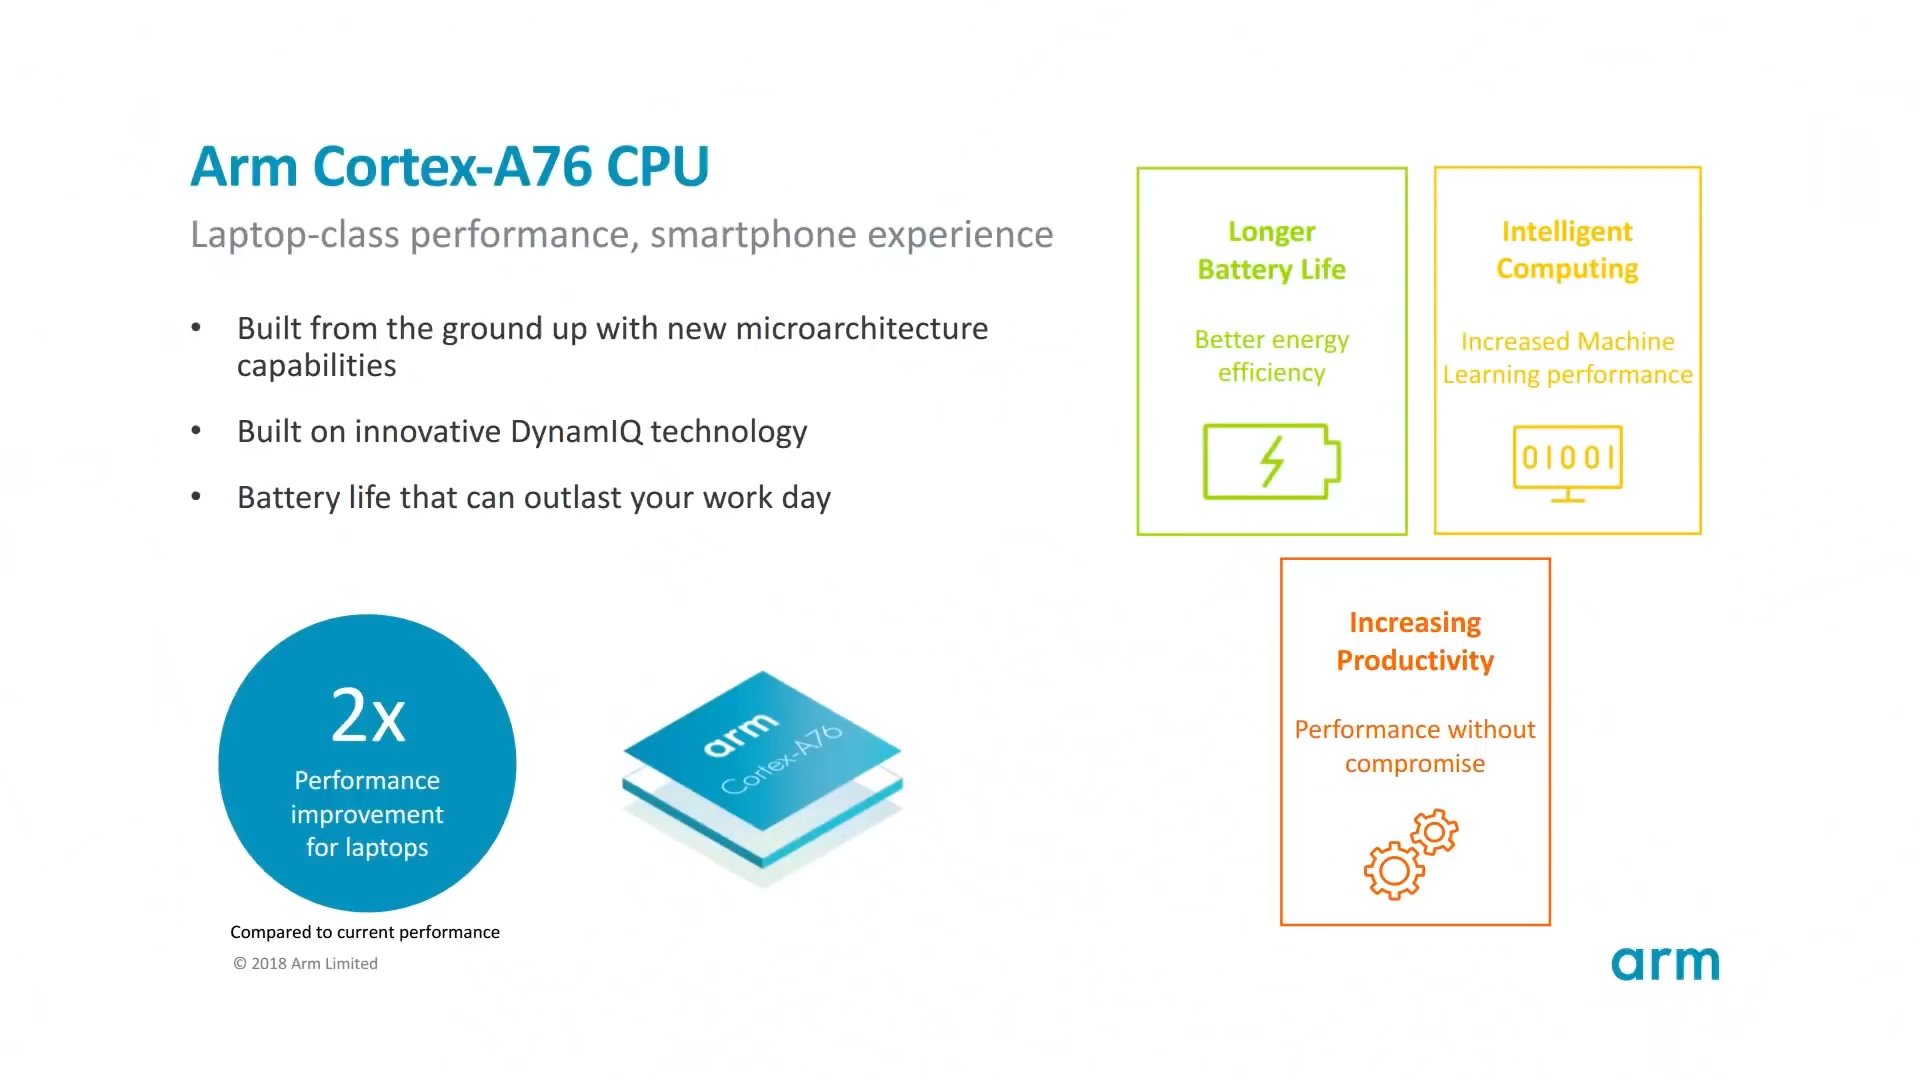 Arm Cortex-A76 CPU
Laptop-class performance, smartphone experience
• Built from the ground up with new microarchitecture
capabilities
• Built on innovative DynamIQ technology
• Battery life that can outlast your work day
2x
Performance
improvement
for laptops
Compared to current performance
© 2018 Arm Limited
arm
Cortex-A76
Longer
Battery Life
Better energy
efficiency
Intelligent
Computing
Increased Machine
Learning performance
01001
Increasing
Productivity
Performance without
compromise
arm